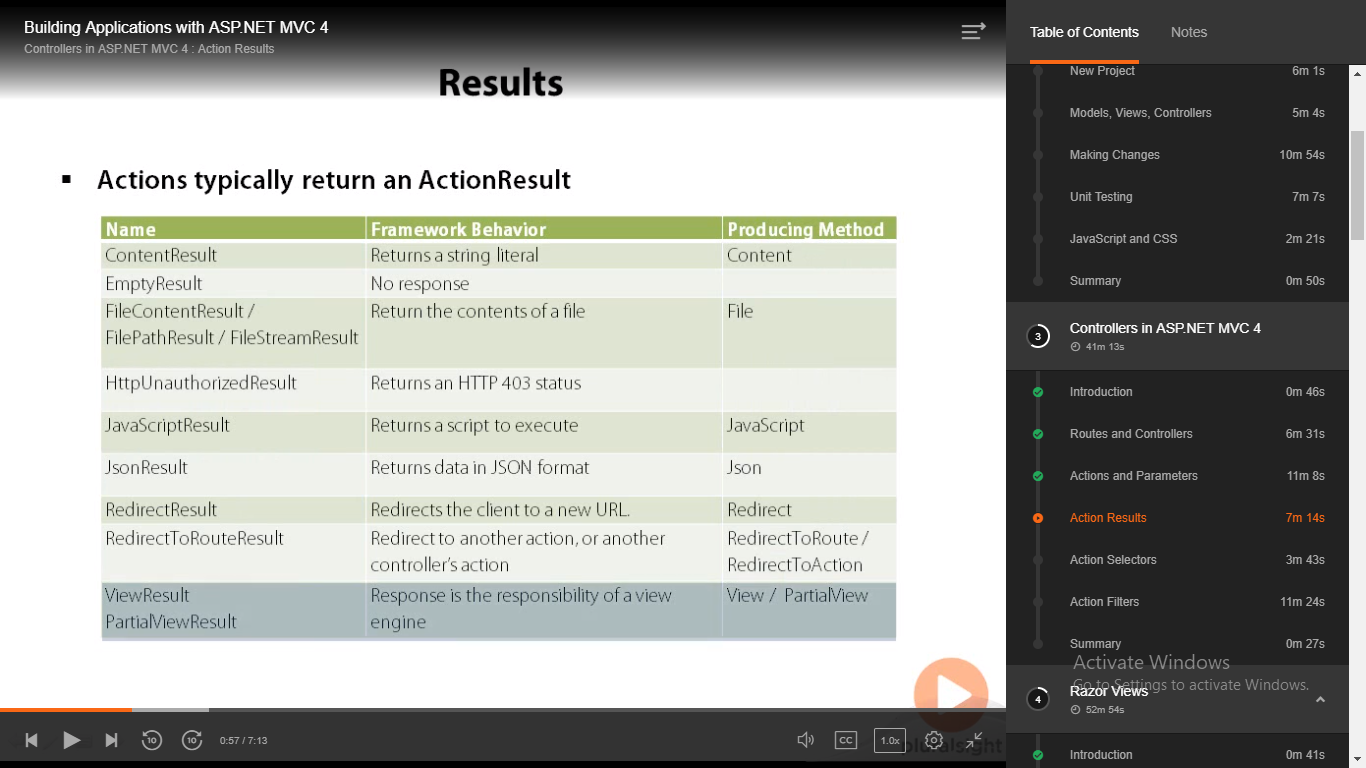 Building Applications with ASP.NET MVC 4
Controllers in ASP.NET MVC 4 : Action Results
Results
▪ Actions typically return an ActionResult
Name Framework Behavior Producing Method
ContentResult Returns a string literal Content
EmptyResult No response
FileContentResult / Return the contents of a file File
FilePathResult / FileStreamResult
HttpUnauthorizedResult Returns an HTTP 403 status
JavaScriptResult Returns a script to execute JavaScript
JsonResult Returns data in JSON format Json
RedirectResult Redirects the client to a new URL. Redirect
RedirectToRouteResult Redirect to another action, or another RedirectToRoute /
controller's action RedirectToAction
ViewResult Response is the responsibility of a view View / PartialView
PartialViewResult engine
10 10 0:57 / 7:13 CC 1.0x
pluralsight
Table of Contents Notes
New Project 6m 1s
Models, Views, Controllers 5m 4s
Making Changes 10m 54s
Unit Testing 7m 7s
JavaScript and CSS 2m 21s
Summary 0m 50s
3 Controllers in ASP.NET MVC 4
41m 13s
Introduction 0m 46s
Routes and Controllers 6m 31s
Actions and Parameters 11m 8s
Action Results 7m 14s
Action Selectors 3m 43s
Action Filters 11m 24s
Summary 0m 27s
Activate Windows
Go to Settings to activate Windows.
4 Razor Views
52m 54s
Introduction 0m 41s